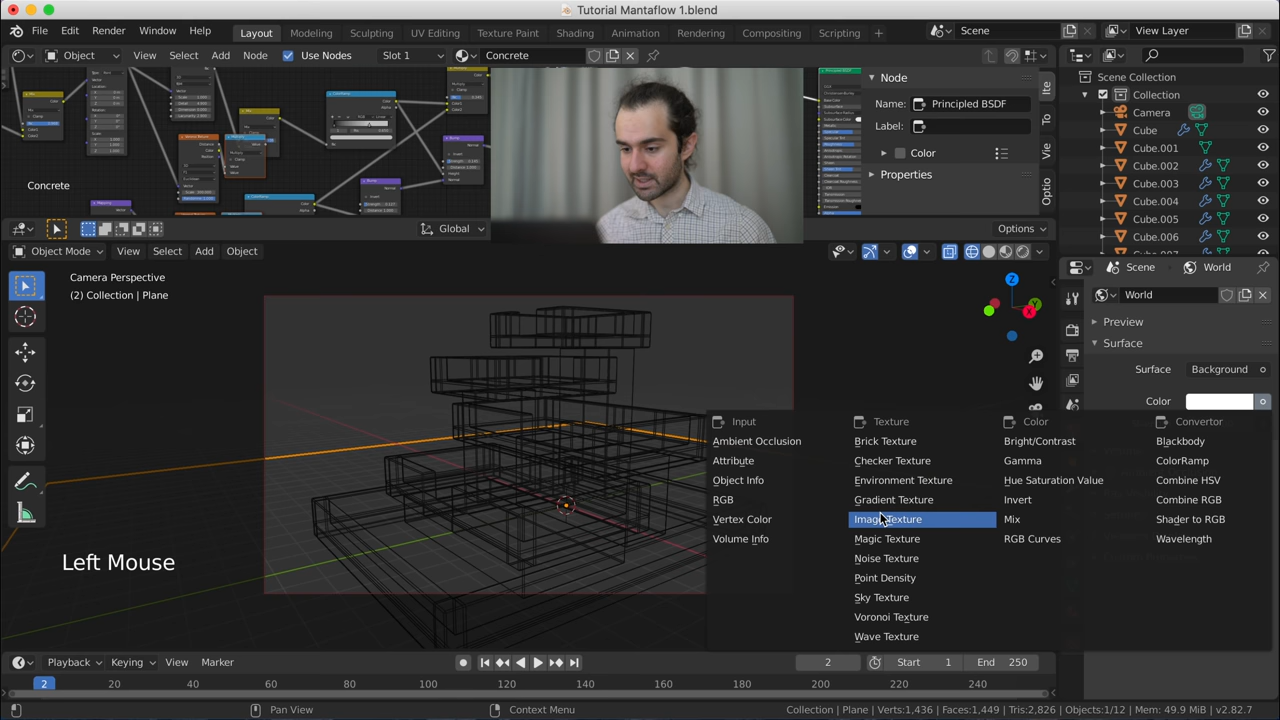 Tutorial Mantaflow 1.blend
File Edit Render Window Help Layout Modeling Sculpting UV Editing Texture Paint Shading Animation Rendering Compositing Scripting Scene View Layer
Object View Select Add Node Use Nodes Slot 1 Concrete
Scene Collection
Collection
Camera
Cube
Cube.001
Cube.002
Cube.003
Cube.004
Cube.005
Cube.006
Node
Name: Principled BSDF
Label:
Color
Properties
Ite
To
Vie
Optio
Concrete
Global Options
Object Mode View Select Add Object
Camera Perspective
(2) Collection | Plane
Z
Y
X
Scene World
World
Preview
Surface
Surface Background
Color
Input
Ambient Occlusion
Attribute
Object Info
RGB
Vertex Color
Volume Info
Texture
Brick Texture
Checker Texture
Environment Texture
Gradient Texture
Image Texture
Magic Texture
Noise Texture
Point Density
Sky Texture
Voronoi Texture
Wave Texture
Color
Bright/Contrast
Gamma
Hue Saturation Value
Invert
Mix
RGB Curves
Convertor
Blackbody
ColorRamp
Combine HSV
Combine RGB
Shader to RGB
Wavelength
Left Mouse
Playback Keying View Marker 2 Start 1 End 250
2 20 40 60 80 100 120 140 160 180 200 220 240
Pan View Context Menu Collection | Plane | Verts:1,436 | Faces:1,449 | Tris:2,826 | Objects:1/12 | Mem: 49.9 MiB | v2.82.7